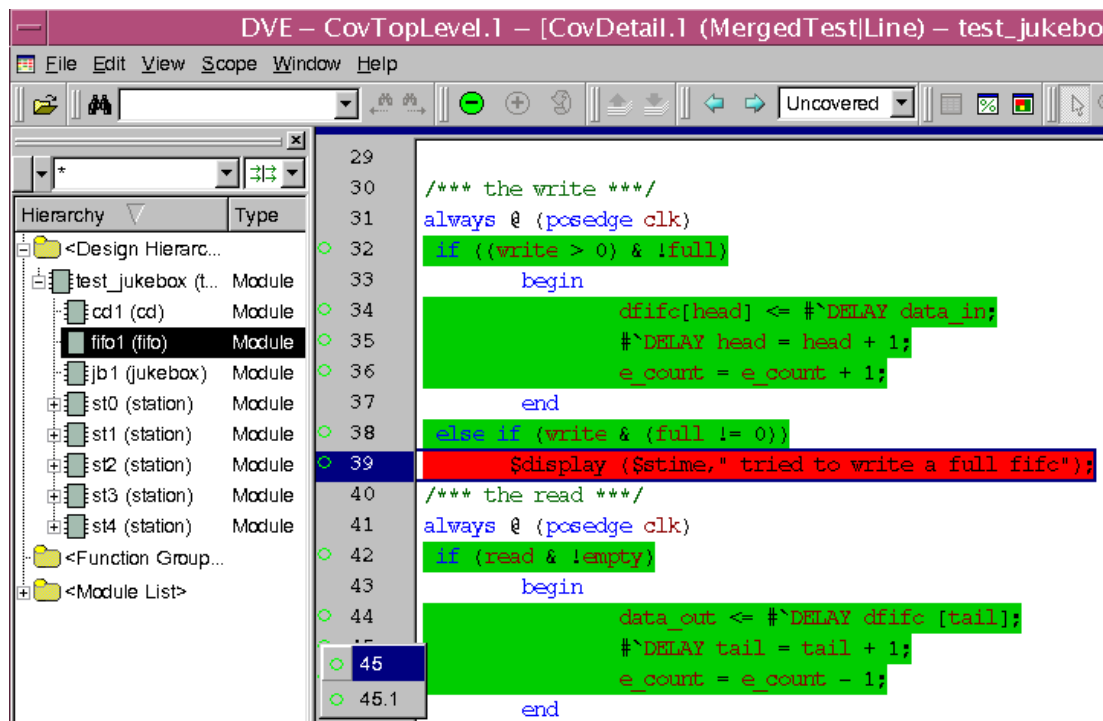 DVE – CovTopLevel.1 – [CovDetail.1 (MergedTest|Line) – test_jukebo
File Edit View Scope Window Help
Uncovered
*
Hierarchy Type
<Design Hierarc...
test_jukebox (t... Module
cd1 (cd) Module
fifo1 (fifo) Module
jb1 (jukebox) Module
st0 (station) Module
st1 (station) Module
st2 (station) Module
st3 (station) Module
st4 (station) Module
<Function Group...
<Module List>
29
30 /*** the write ***/
31 always @ (posedge clk)
32 if ((write > 0) & !full)
33 begin
34 dfifc[head] <= #`DELAY data_in;
35 #`DELAY head = head + 1;
36 e_count = e_count + 1;
37 end
38 else if (write & (full != 0))
39 $display ($stime," tried to write a full fifc");
40 /*** the read ***/
41 always @ (posedge clk)
42 if (read & !empty)
43 begin
44 data_out <= #`DELAY dfifc [tail];
#`DELAY tail = tail + 1;
45
e_count = e_count - 1;
45.1
end